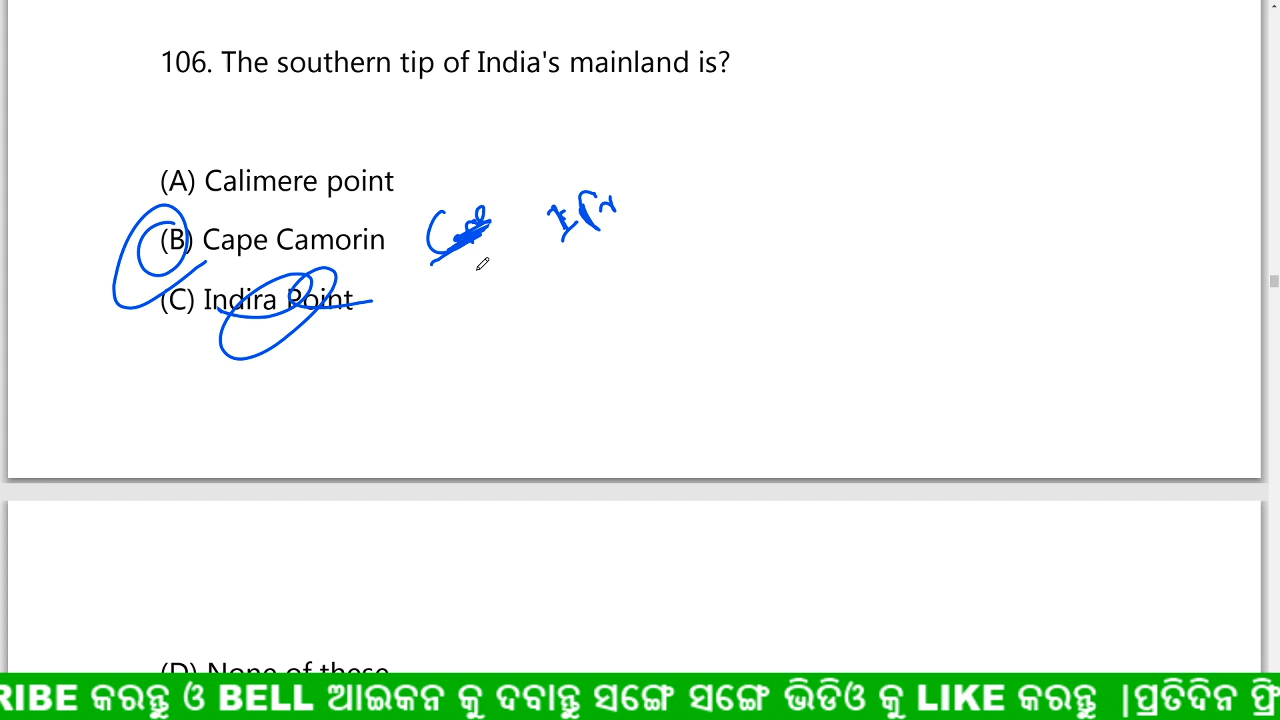 106. The southern tip of India's mainland is?
(A) Calimere point
(B) Cape Camorin
(C) Indira Point
(D) None of these
RIBE କରନ୍ତୁ ଓ BELL ଆଇକନ କୁ ଦବାନ୍ତୁ ସଙ୍ଗେ ସଙ୍ଗେ ଭିଡିଓ କୁ LIKE କରନ୍ତୁ |ପ୍ରତିଦିନ ଫ୍ରି